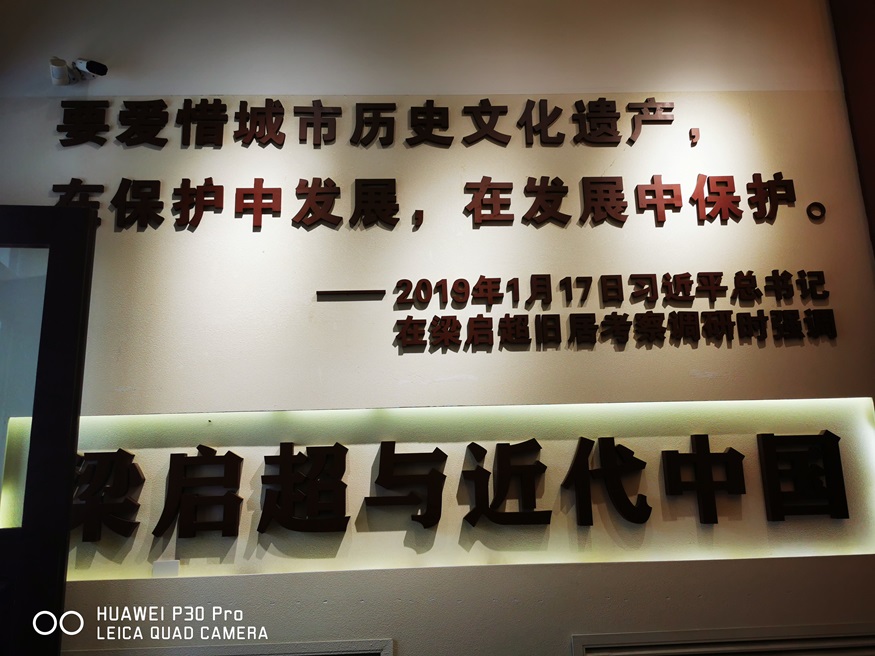 要爱惜城市历史文化遗产，
在保护中发展，在发展中保护。
——2019年1月17日习近平总书记
在梁启超旧居考察调研时强调
梁启超与近代中国
HUAWEI P30 Pro
LEICA QUAD CAMERA